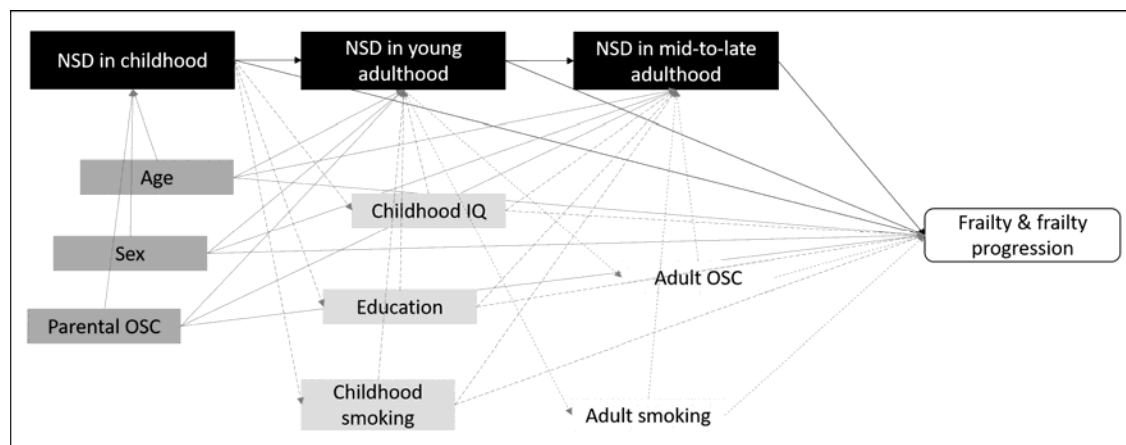 NSD in childhood
NSD in young
adulthood
NSD in mid-to-late
adulthood
Age
Childhood IQ
Sex
Frailty & frailty
progression
Adult OSC
Education
Parental OSC
Childhood
smoking
Adult smoking